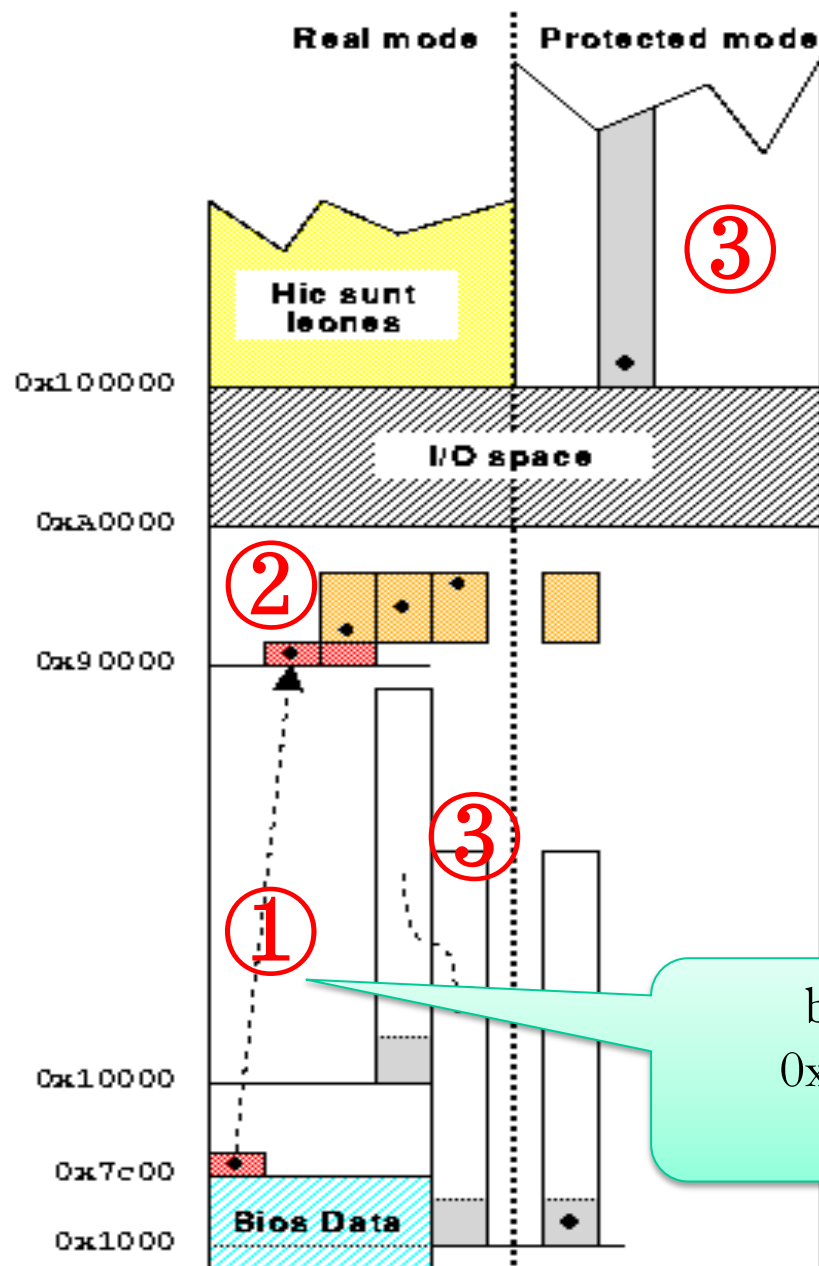 Real mode
Protected mode
③
Hic sunt
leones
0x100000
I/O space
0xA0000
②
0x90000
③
①
b
0x
0x10000
0x7c00
Bios Data
0x1000